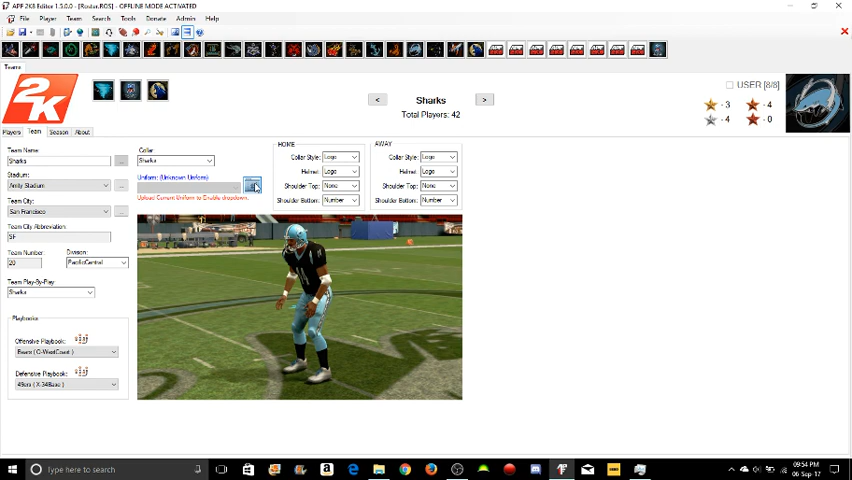 APF 2K8 Editor 1.5.0.0 - [Roster.ROS] - OFFLINE MODE ACTIVATED
File Player Team Search Tools Donate Admin Help
Teams
2K
< Sharks >
Total Players: 42
USER [8/8]
3 4
4 0
Players Team Season About
Team Name:
Sharks
...
Stadium:
Amity Stadium
...
Team City:
San Francisco
...
Team City Abbreviation:
SF
Team Number: Division:
20 PacificCentral
Team Play-By-Play:
Sharks
Playbooks
Offensive Playbook:
Bears ( O-WestCoast )
Defensive Playbook:
49ers ( X-34Base )
Collar
Sharks
Uniform: (Unknown Uniform)
Upload Current Uniform to Enable dropdown.
HOME
Collar Style: Logo
Helmet: Logo
Shoulder Top: None
Shoulder Bottom: Number
AWAY
Collar Style: Logo
Helmet: Logo
Shoulder Top: None
Shoulder Bottom: Number
Type here to search
09:54 PM
06-Sep-17